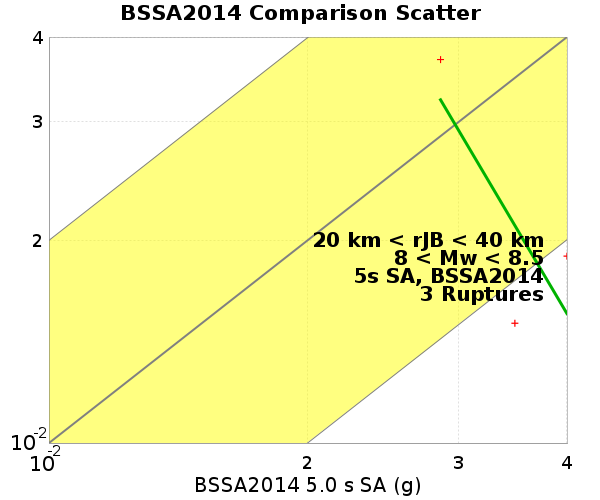 BSSA2014 Comparison Scatter
4
3
2
10-2
20 km < rJB < 40 km
8 < Mw < 8.5
5s SA, BSSA2014
3 Ruptures
10-2 2 3 4
BSSA2014 5.0 s SA (g)